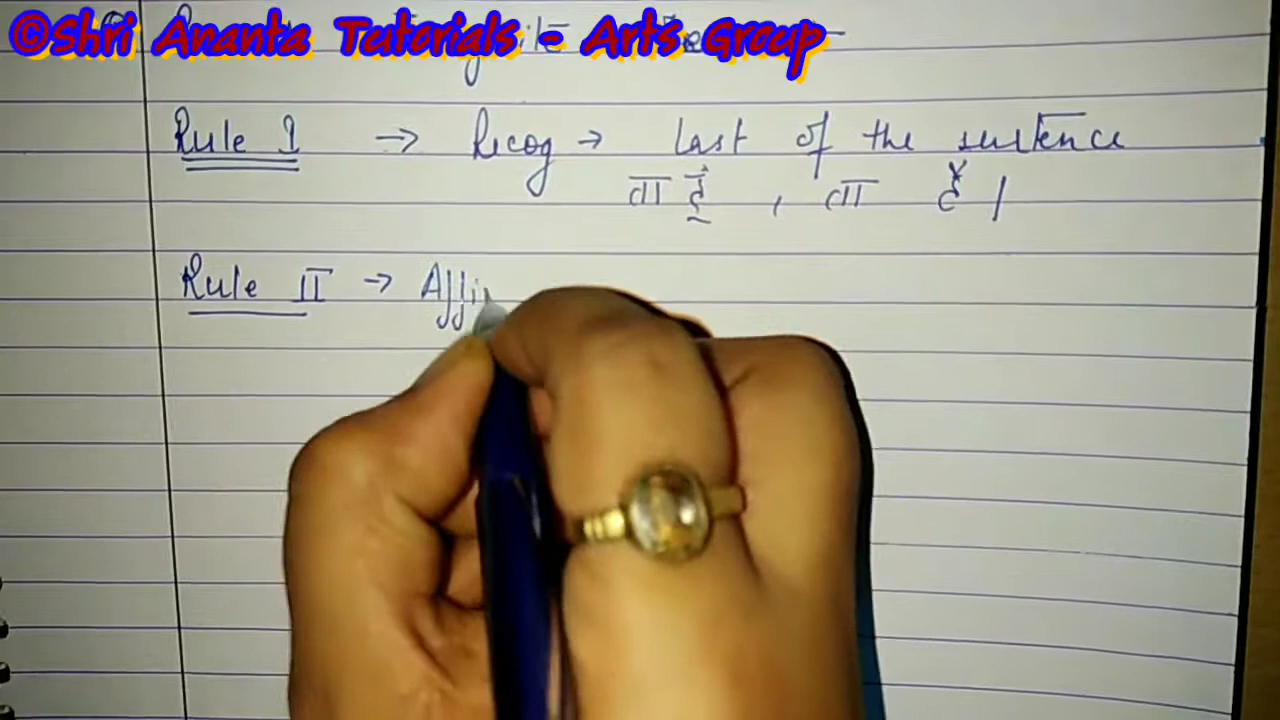 ©Shri Ananta Tutorials - Arts Group
Rule I → Recog → Last of the sentence
ता है , ता है |
Rule II → Affi